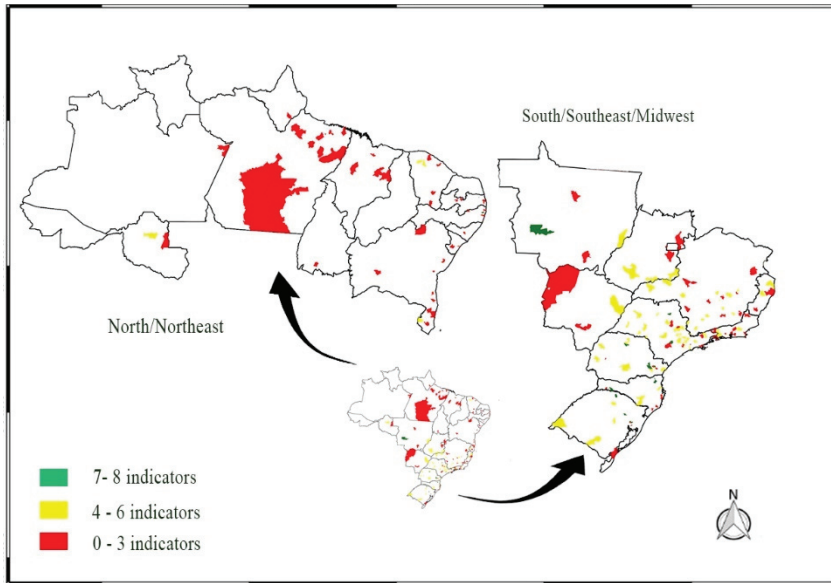 South/Southeast/Midwest
North/Northeast
7- 8 indicators
4 - 6 indicators
0 - 3 indicators
N